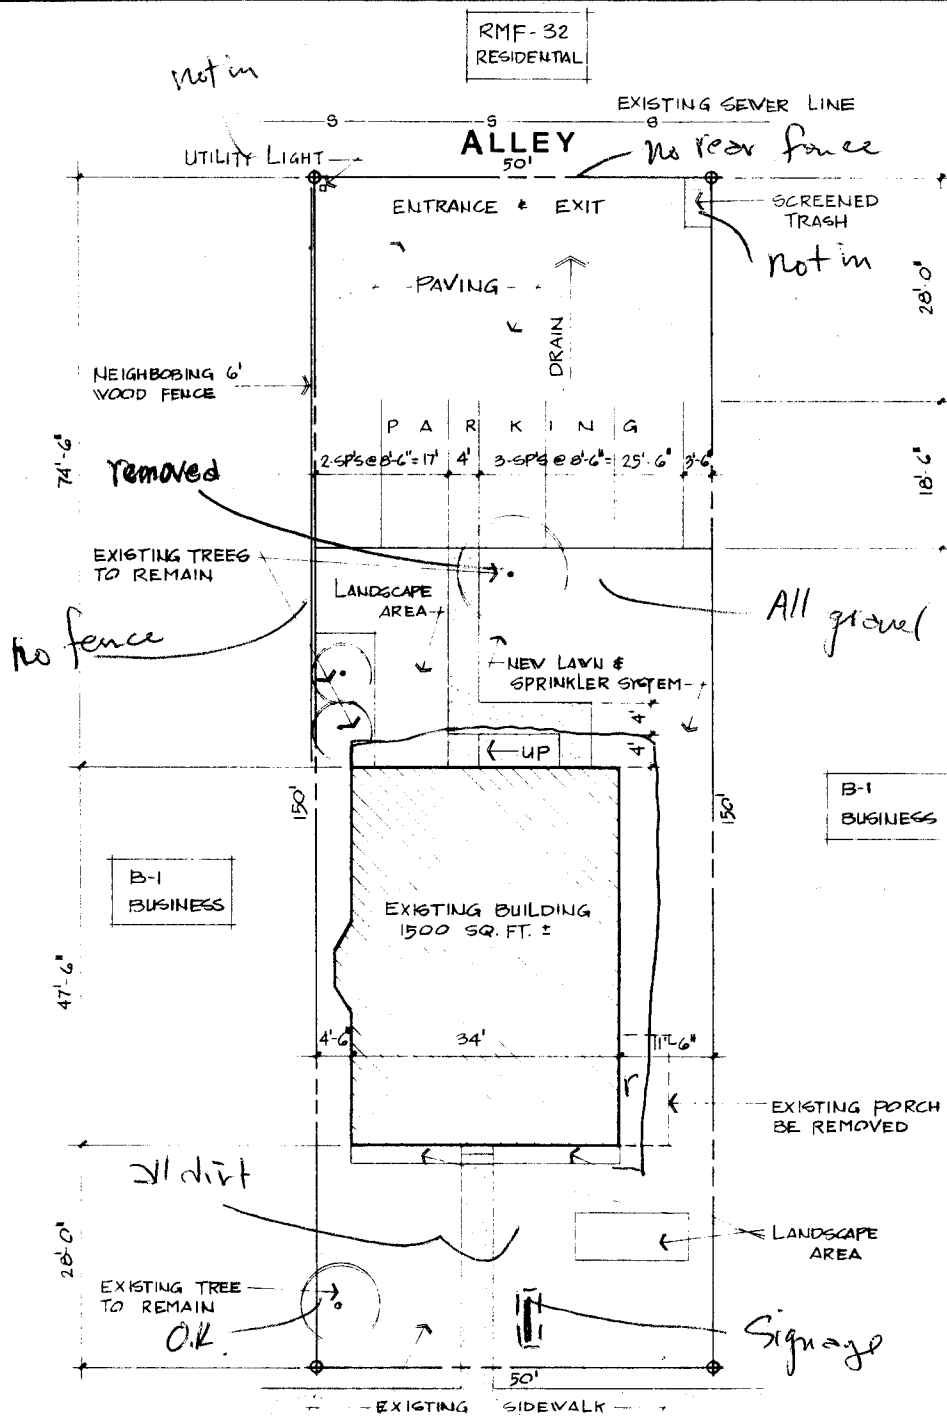 RMF-32
RESIDENTIAL
not in
EXISTING SEWER LINE
S S S
ALLEY
50'
no rear fence
UTILITY LIGHT
ENTRANCE & EXIT
SCREENED
TRASH
not in
PAVING
DRAIN
28'-0"
NEIGHBOBING 6'
WOOD FENCE
PARKING
74'-6"
2-SP'S @ 8'-6"= 17'
4'
3-SP'S @ 8'-6"= 25'-6"
3'-6"
18'-6"
removed
EXISTING TREES
TO REMAIN
LANDSCAPE
AREA
All gravel
no fence
NEW LAWN &
SPRINKLER SYSTEM
4'
4'
UP
150'
150'
B-1
BUSINESS
B-1
BUSINESS
EXISTING BUILDING
1500 SQ. FT. ±
47'-6"
4'-6"
34'
11'-6"
r
EXISTING PORCH
BE REMOVED
all dirt
28'-0"
LANDSCAPE
AREA
EXISTING TREE
TO REMAIN
O.K.
Signage
50'
EXISTING SIDEWALK